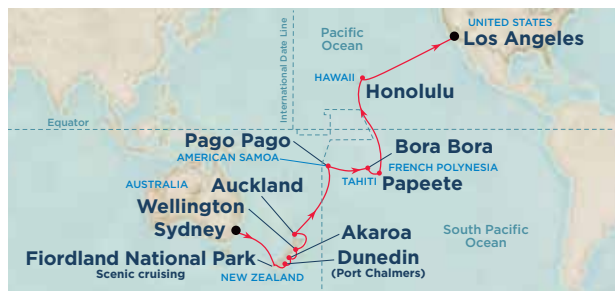 UNITED STATES
Los Angeles
Pacific
Ocean
International Date Line
HAWAII
Honolulu
Equator
Pago Pago
AMERICAN SAMOA
Bora Bora
FRENCH POLYNESIA
TAHITI
Papeete
AUSTRALIA
Auckland
Wellington
Sydney
Akaroa
South Pacific
Ocean
Fiordland National Park
Scenic cruising
NEW ZEALAND
Dunedin
(Port Chalmers)